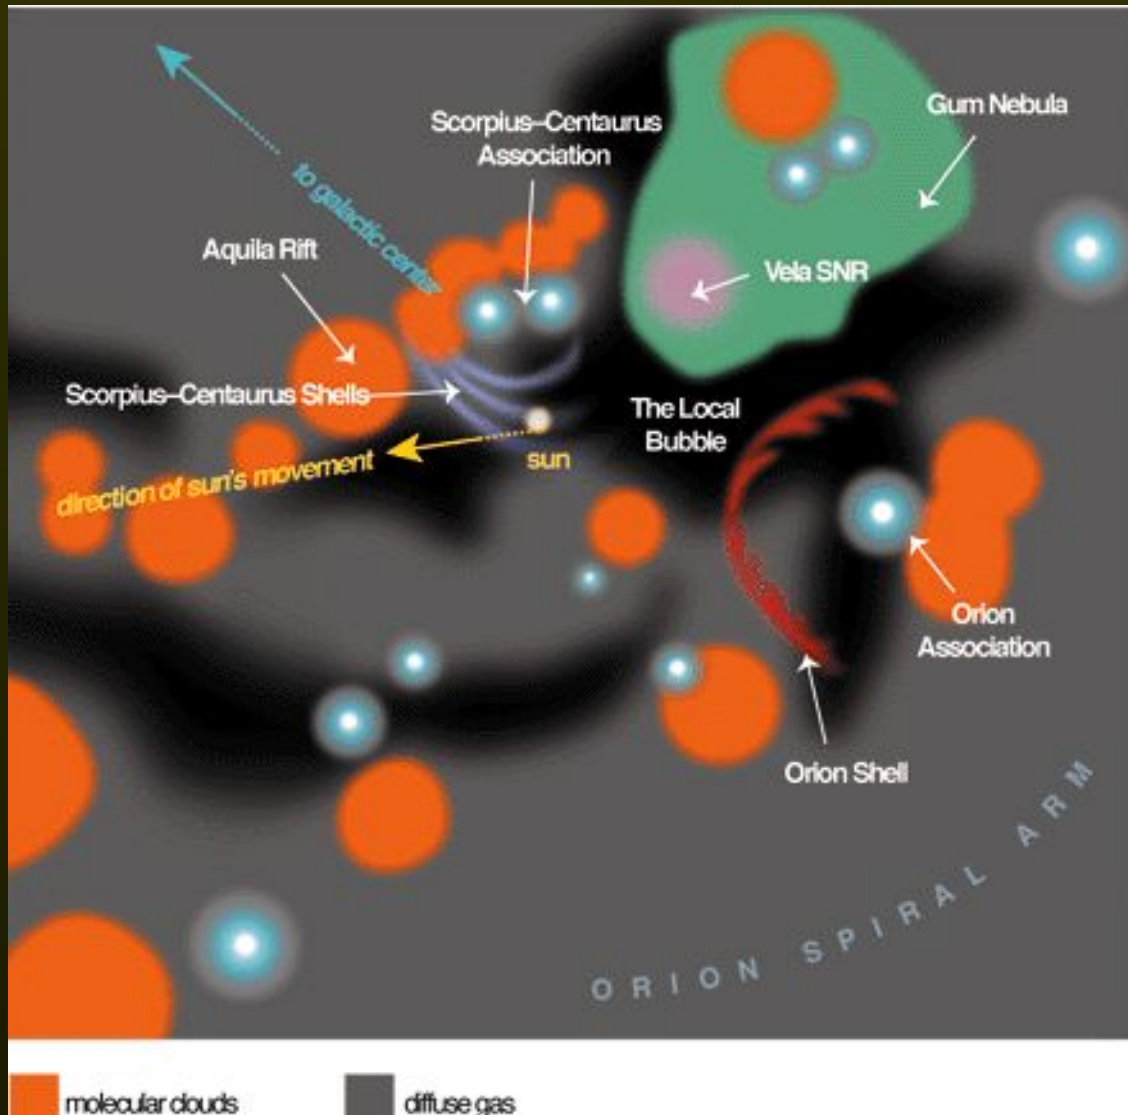 Scorpius–Centaurus
Association
Gum Nebula
to galactic center
Aquila Rift
Vela SNR
Scorpius–Centaurus Shells
The Local
Bubble
direction of sun's movement
sun
Orion
Association
Orion Shell
ORION SPIRAL ARM
molecular clouds
diffuse gas